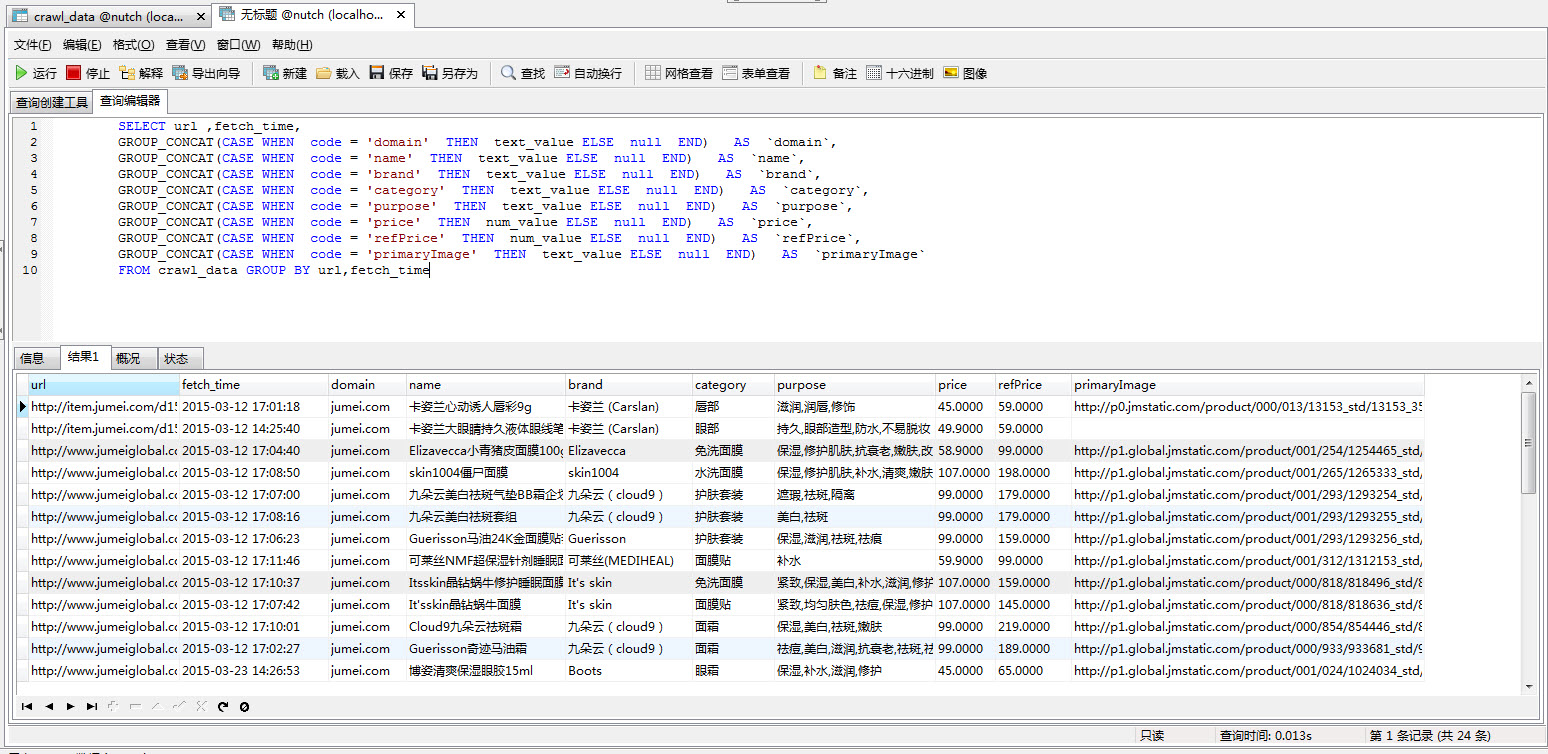 crawl_data @nutch (loca... 无标题 @nutch (localho...
文件(F) 编辑(E) 格式(O) 查看(V) 窗口(W) 帮助(H)
运行 停止 解释 导出向导 新建 载入 保存 另存为 查找 自动换行 网格查看 表单查看 备注 十六进制 图像
查询创建工具 查询编辑器
1 SELECT url ,fetch_time,
2 GROUP_CONCAT(CASE WHEN code = 'domain' THEN text_value ELSE null END) AS `domain`,
3 GROUP_CONCAT(CASE WHEN code = 'name' THEN text_value ELSE null END) AS `name`,
4 GROUP_CONCAT(CASE WHEN code = 'brand' THEN text_value ELSE null END) AS `brand`,
5 GROUP_CONCAT(CASE WHEN code = 'category' THEN text_value ELSE null END) AS `category`,
6 GROUP_CONCAT(CASE WHEN code = 'purpose' THEN text_value ELSE null END) AS `purpose`,
7 GROUP_CONCAT(CASE WHEN code = 'price' THEN num_value ELSE null END) AS `price`,
8 GROUP_CONCAT(CASE WHEN code = 'refPrice' THEN num_value ELSE null END) AS `refPrice`,
9 GROUP_CONCAT(CASE WHEN code = 'primaryImage' THEN text_value ELSE null END) AS `primaryImage`
10 FROM crawl_data GROUP BY url,fetch_time
信息 结果1 概况 状态
url fetch_time domain name brand category purpose price refPrice primaryImage
http://item.jumei.com/d15 2015-03-12 17:01:18 jumei.com 卡姿兰心动诱人唇彩9g 卡姿兰 (Carslan) 唇部 滋润,润唇,修饰 45.0000 59.0000 http://p0.jmstatic.com/product/000/013/13153_std/13153_35
http://item.jumei.com/d15 2015-03-12 14:25:40 jumei.com 卡姿兰大眼睛持久液体眼线笔 卡姿兰 (Carslan) 眼部 持久,眼部造型,防水,不易脱妆 49.9000 59.0000
http://www.jumeiglobal.cc 2015-03-12 17:04:40 jumei.com Elizavecca小青猪皮面膜100g Elizavecca 免洗面膜 保湿,修护肌肤,抗衰老,嫩肤,改 58.9000 99.0000 http://p1.global.jmstatic.com/product/001/254/1254465_std,
http://www.jumeiglobal.cc 2015-03-12 17:08:50 jumei.com skin1004僵尸面膜 skin1004 水洗面膜 保湿,修护肌肤,补水,清爽,嫩肤 107.0000 198.0000 http://p1.global.jmstatic.com/product/001/265/1265333_std,
http://www.jumeiglobal.cc 2015-03-12 17:07:00 jumei.com 九朵云美白祛斑气垫BB霜企划 九朵云 ( cloud9 ) 护肤套装 遮瑕,祛斑,隔离 99.0000 179.0000 http://p1.global.jmstatic.com/product/001/293/1293254_std,
http://www.jumeiglobal.cc 2015-03-12 17:08:16 jumei.com 九朵云美白祛斑套组 九朵云 ( cloud9 ) 护肤套装 美白,祛斑 99.0000 179.0000 http://p1.global.jmstatic.com/product/001/293/1293255_std,
http://www.jumeiglobal.cc 2015-03-12 17:06:23 jumei.com Guerisson马油24K金面膜贴 Guerisson 护肤套装 保湿,滋润,祛斑,祛痕 99.0000 159.0000 http://p1.global.jmstatic.com/product/001/293/1293256_std,
http://www.jumeiglobal.cc 2015-03-12 17:11:46 jumei.com 可莱丝NMF超保湿针剂睡眠面 可莱丝(MEDIHEAL) 面膜贴 补水 59.9000 99.0000 http://p1.global.jmstatic.com/product/001/312/1312153_std,
http://www.jumeiglobal.cc 2015-03-12 17:10:37 jumei.com Itsskin晶钻蜗牛修护睡眠面膜 It's skin 免洗面膜 紧致,保湿,美白,补水,滋润,修护 107.0000 159.0000 http://p1.global.jmstatic.com/product/000/818/818496_std/8
http://www.jumeiglobal.cc 2015-03-12 17:07:42 jumei.com It'sskin晶钻蜗牛面膜 It's skin 面膜贴 紧致,均匀肤色,祛痘,保湿,修护 107.0000 145.0000 http://p1.global.jmstatic.com/product/000/818/818636_std/8
http://www.jumeiglobal.cc 2015-03-12 17:10:01 jumei.com Cloud9九朵云祛斑霜 九朵云 ( cloud9 ) 面霜 保湿,美白,祛斑,嫩肤 99.0000 219.0000 http://p1.global.jmstatic.com/product/000/854/854446_std/8
http://www.jumeiglobal.cc 2015-03-12 17:02:27 jumei.com Guerisson奇迹马油霜 九朵云 ( cloud9 ) 面霜 祛痘,美白,滋润,抗衰老,祛斑,祛 99.0000 189.0000 http://p1.global.jmstatic.com/product/000/933/933681_std/9
http://www.jumeiglobal.cc 2015-03-23 14:26:53 jumei.com 博姿清爽保湿眼胶15ml Boots 眼霜 保湿,补水,滋润,修护 45.0000 65.0000 http://p1.global.jmstatic.com/product/001/024/1024034_std,
只读 查询时间: 0.013s 第 1 条记录 (共 24 条)